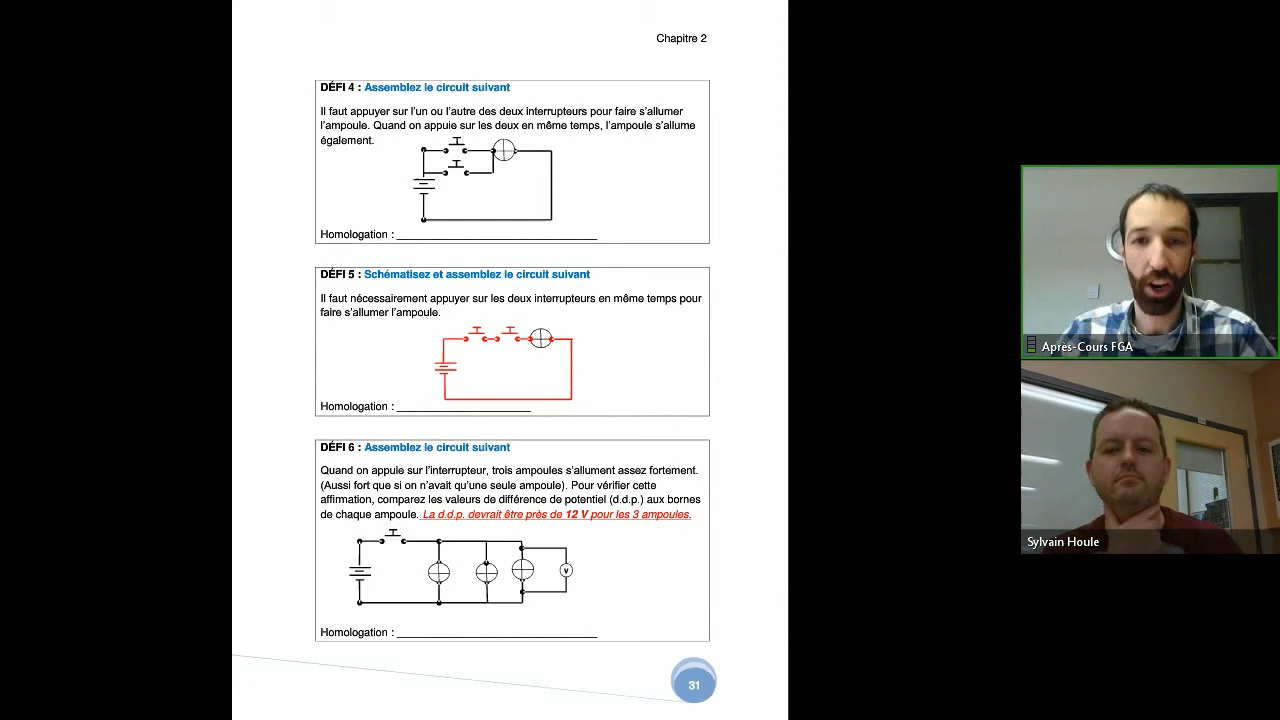 Chapitre 2
DÉFI 4 : Assemblez le circuit suivant
Il faut appuyer sur l'un ou l'autre des deux interrupteurs pour faire s'allumer
l'ampoule. Quand on appuie sur les deux en même temps, l'ampoule s'allume
également.
Homologation : ___________________________________
DÉFI 5 : Schématisez et assemblez le circuit suivant
Il faut nécessairement appuyer sur les deux interrupteurs en même temps pour
faire s'allumer l'ampoule.
Homologation : _______________________
DÉFI 6 : Assemblez le circuit suivant
Quand on appuie sur l'interrupteur, trois ampoules s'allument assez fortement.
(Aussi fort que si on n'avait qu'une seule ampoule). Pour vérifier cette
affirmation, comparez les valeurs de différence de potentiel (d.d.p.) aux bornes
de chaque ampoule. La d.d.p. devrait être près de 12 V pour les 3 ampoules.
V
Homologation : ___________________________________
31
Après-Cours FGA
Sylvain Houle